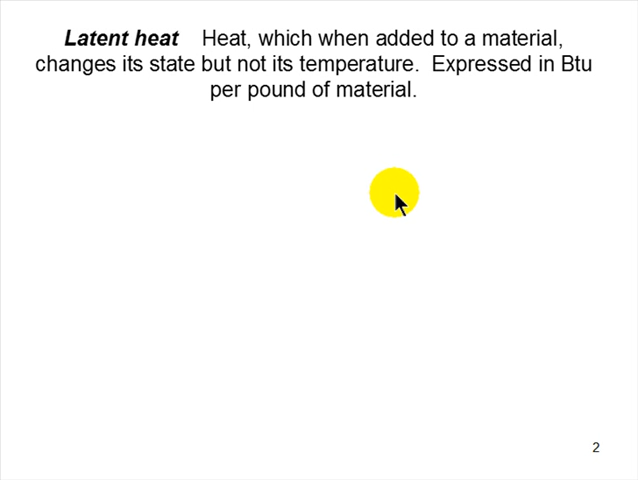 Latent heat Heat, which when added to a material,
changes its state but not its temperature. Expressed in Btu
per pound of material.
2